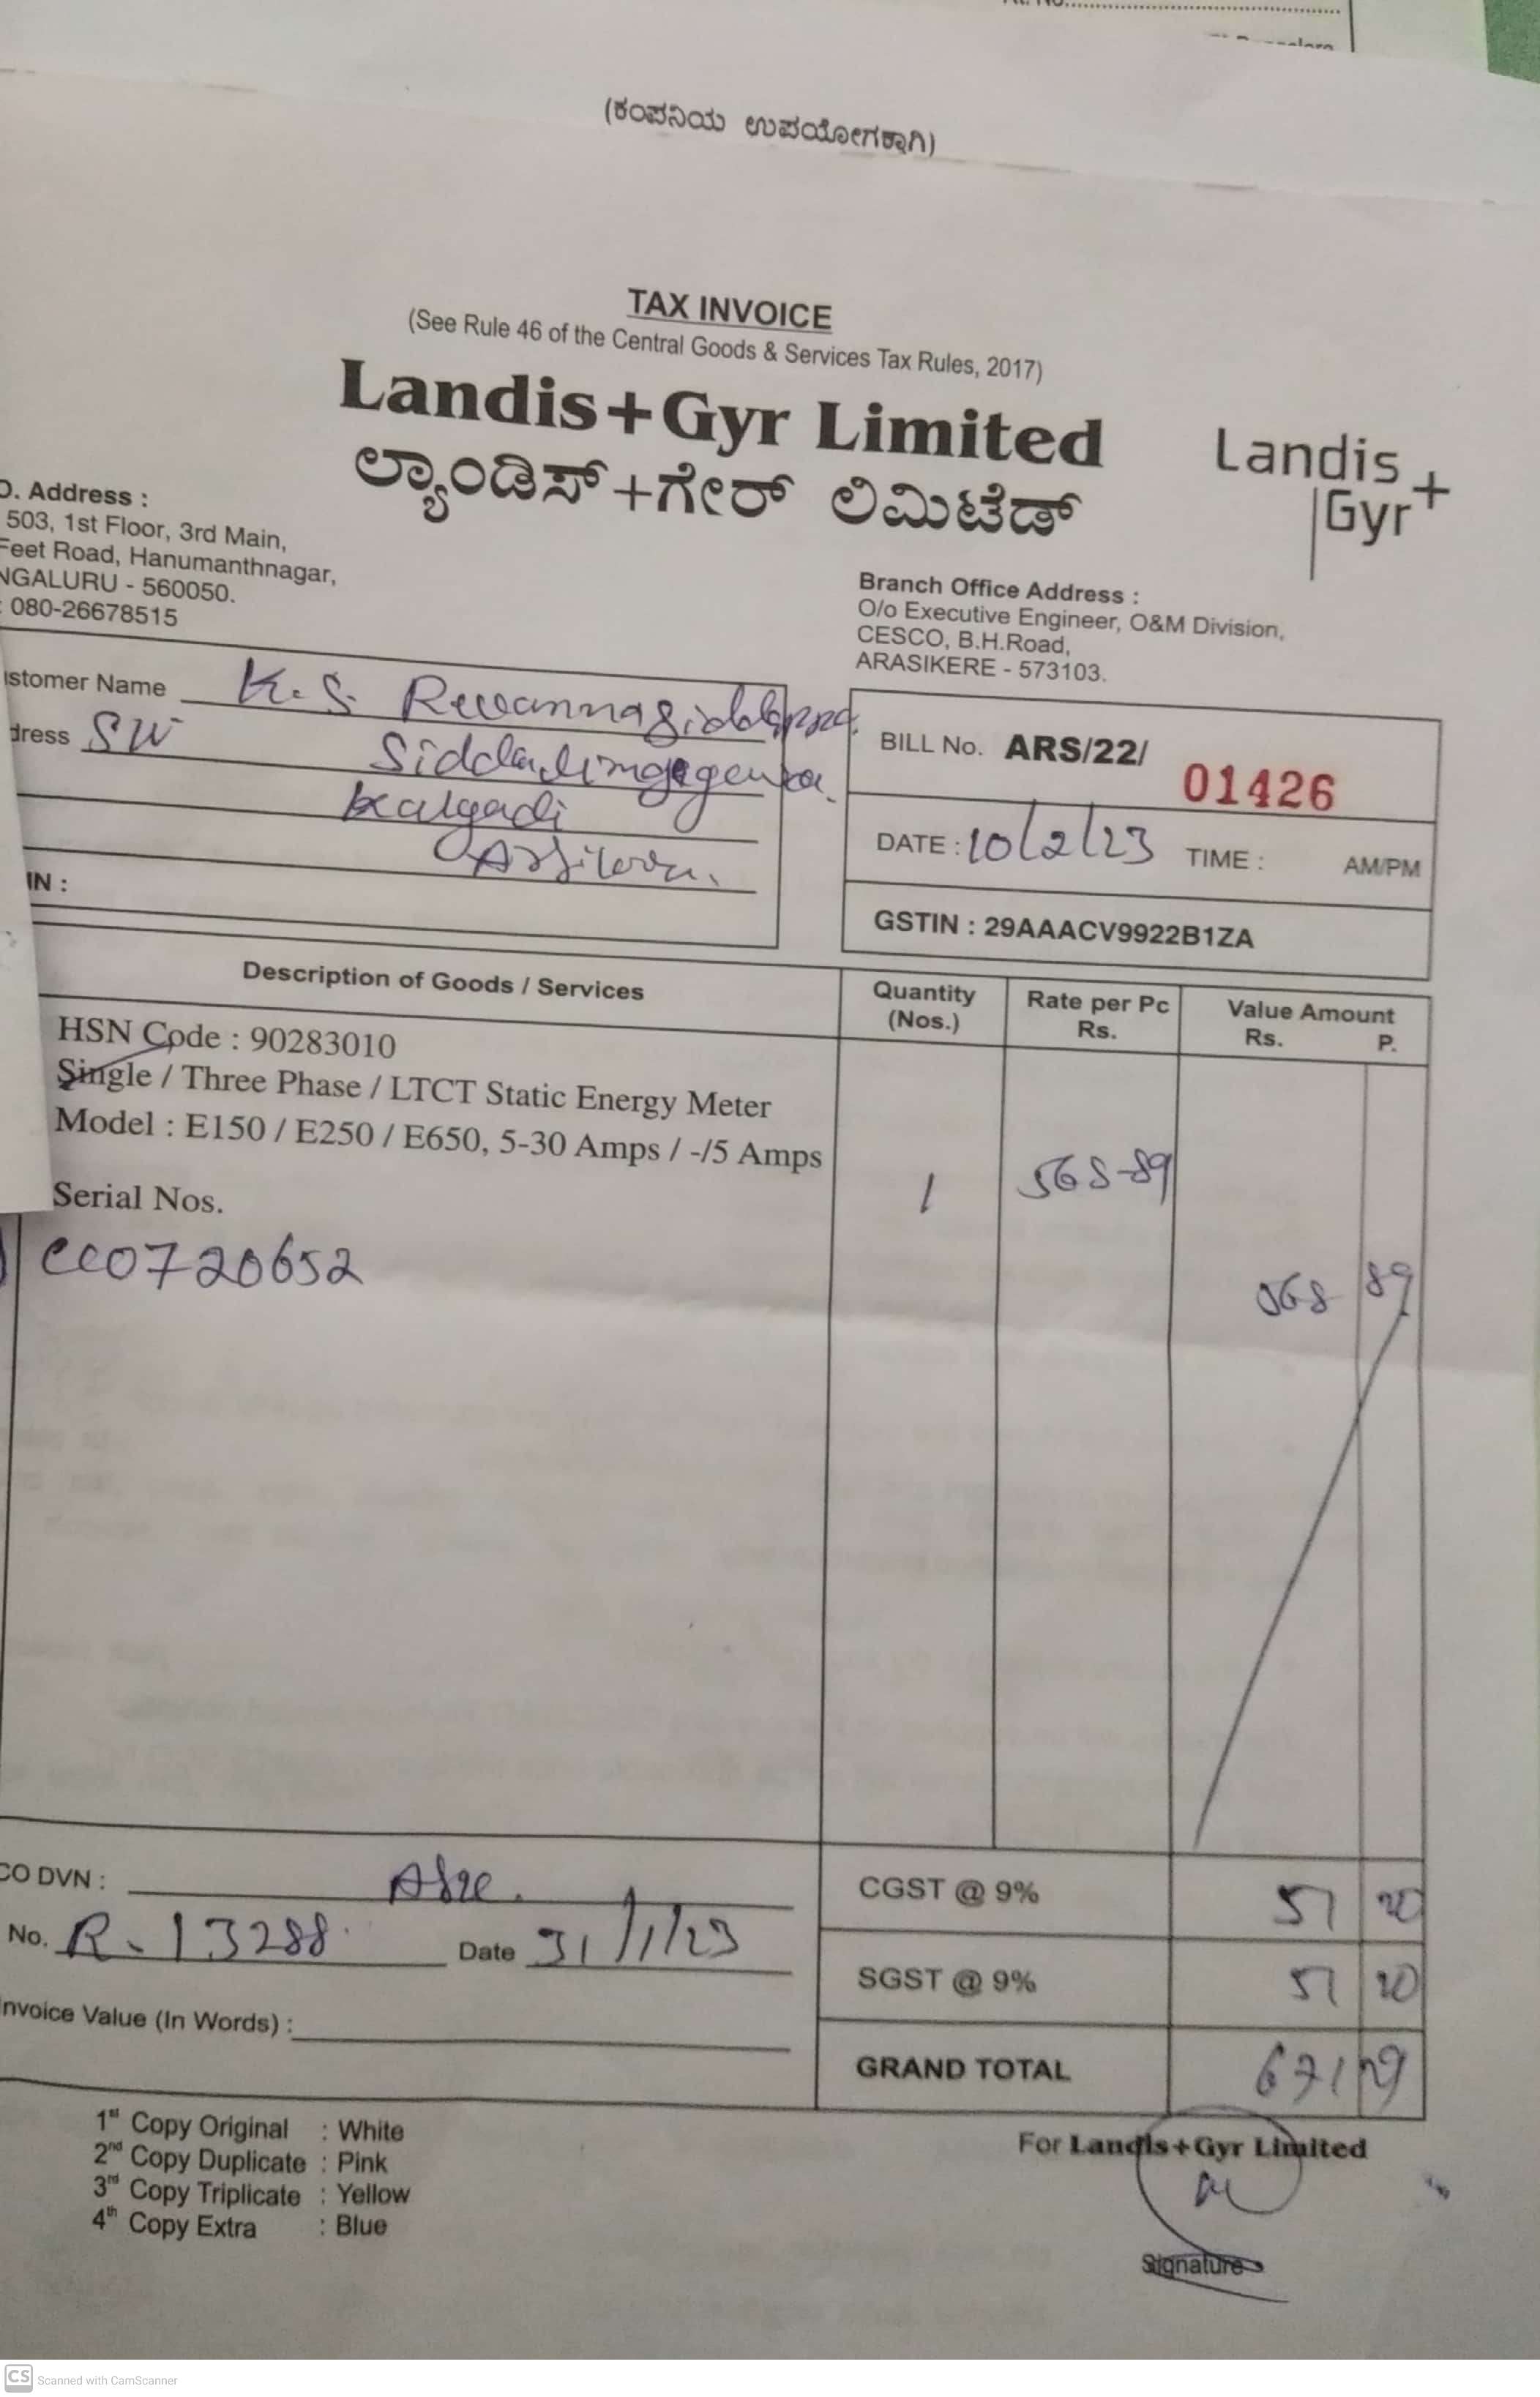 (ಕಂಪನಿಯ ಉಪಯೋಗಕ್ಕಾಗಿ)
TAX INVOICE
(See Rule 46 of the Central Goods & Services Tax Rules, 2017)
Landis+Gyr Limited
ಲ್ಯಾಂಡಿಸ್+ಗೇರ್ ಲಿಮಿಟೆಡ್
Landis+
Gyr
O. Address :
503, 1st Floor, 3rd Main,
Feet Road, Hanumanthnagar,
NGALURU - 560050.
: 080-26678515
Branch Office Address :
O/o Executive Engineer, O&M Division,
CESCO, B.H.Road,
ARASIKERE - 573103.
stomer Name K.S.
dress
IN :
BILL No. ARS/22/ 01426
DATE : 10/2/23 TIME : AM/PM
GSTIN : 29AAACV9922B1ZA
Description of Goods / Services Quantity (Nos.) Rate per Pc Rs. Value Amount Rs. P.
HSN Code : 90283010
Single / Three Phase / LTCT Static Energy Meter
Model : E150 / E250 / E650, 5-30 Amps / -/5 Amps
1 568-89
Serial Nos.
CC0720652
568 89
CO DVN :
No. R-13288 Date 31/1/23
nvoice Value (In Words) :
CGST @ 9% 51 20
SGST @ 9% 51 20
GRAND TOTAL 671 29
1st Copy Original : White
2nd Copy Duplicate : Pink
3rd Copy Triplicate : Yellow
4th Copy Extra : Blue
For Landis+Gyr Limited
Signature
CS Scanned with CamScanner